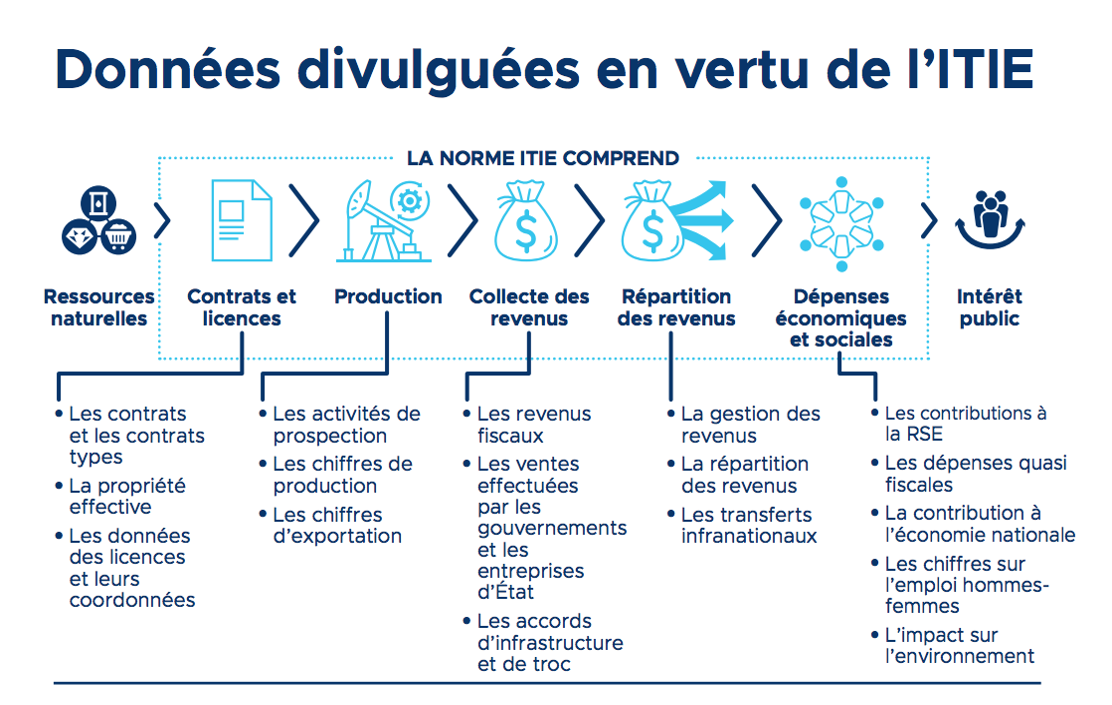 Données divulguées en vertu de l’ITIE
LA NORME ITIE COMPREND
Ressources
naturelles
Contrats et
licences
Production
Collecte des
revenus
Répartition
des revenus
Dépenses
économiques
et sociales
Intérêt
public
• Les contrats
et les contrats
types
• La propriété
effective
• Les données
des licences
et leurs
coordonnées
• Les activités de
prospection
• Les chiffres de
production
• Les chiffres
d’exportation
• Les revenus
fiscaux
• Les ventes
effectuées
par les
gouvernements
et les
entreprises
d’État
• Les accords
d’infrastructure
et de troc
• La gestion des
revenus
• La répartition
des revenus
• Les transferts
infranationaux
• Les contributions à
la RSE
• Les dépenses quasi
fiscales
• La contribution à
l’économie nationale
• Les chiffres sur
l’emploi hommes-
femmes
• L’impact sur
l’environnement